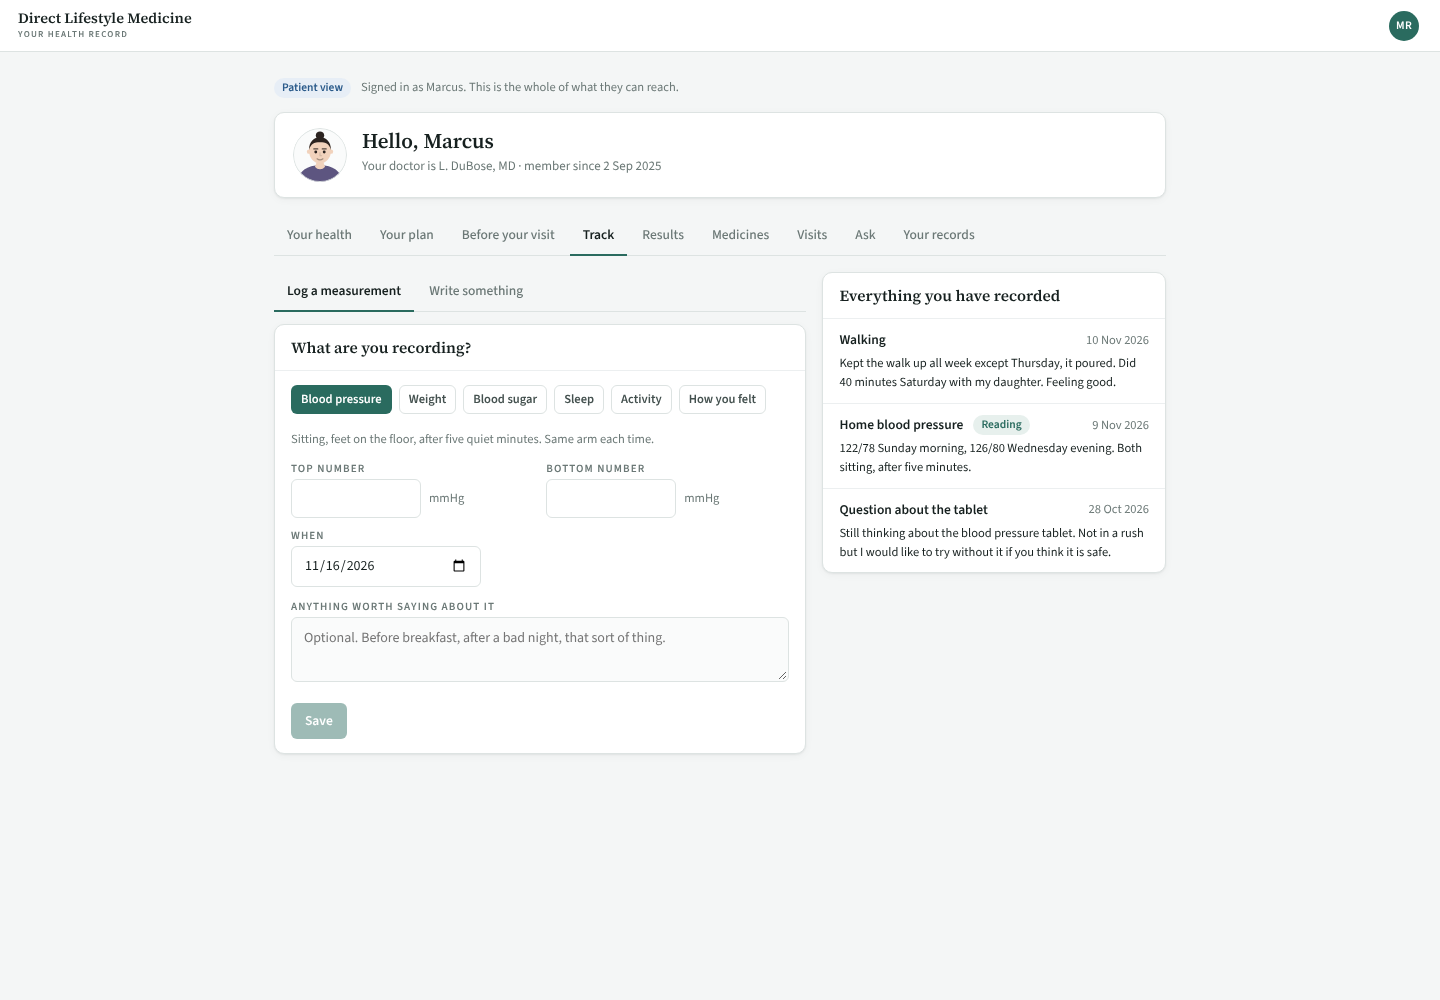 Direct Lifestyle Medicine
YOUR HEALTH RECORD
MR
Patient view
Signed in as Marcus. This is the whole of what they can reach.
Hello, Marcus
Your doctor is L. DuBose, MD · member since 2 Sep 2025
Your health
Your plan
Before your visit
Track
Results
Medicines
Visits
Ask
Your records
Log a measurement
Write something
What are you recording?
Blood pressure
Weight
Blood sugar
Sleep
Activity
How you felt
Sitting, feet on the floor, after five quiet minutes. Same arm each time.
TOP NUMBER
BOTTOM NUMBER
mmHg
mmHg
WHEN
11/16/2026
ANYTHING WORTH SAYING ABOUT IT
Optional. Before breakfast, after a bad night, that sort of thing.
Save
Everything you have recorded
Walking
10 Nov 2026
Kept the walk up all week except Thursday, it poured. Did
40 minutes Saturday with my daughter. Feeling good.
Home blood pressure
Reading
9 Nov 2026
122/78 Sunday morning, 126/80 Wednesday evening. Both
sitting, after five minutes.
Question about the tablet
28 Oct 2026
Still thinking about the blood pressure tablet. Not in a rush
but I would like to try without it if you think it is safe.